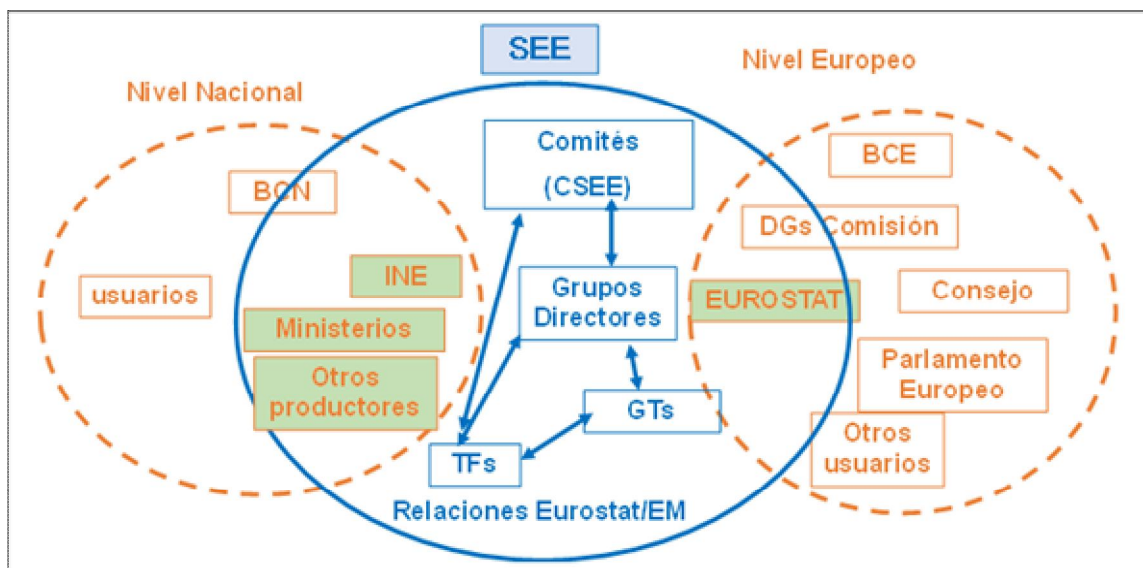 SEE
Nivel Nacional
Nivel Europeo
Comités
(CSEE)
BCE
BCN
DGs Comisión
INE
usuarios
Grupos
Directores
EUROSTAT
Consejo
Ministerios
Otros
productores
Parlamento
Europeo
GTs
Otros
usuarios
TFs
Relaciones Eurostat/EM